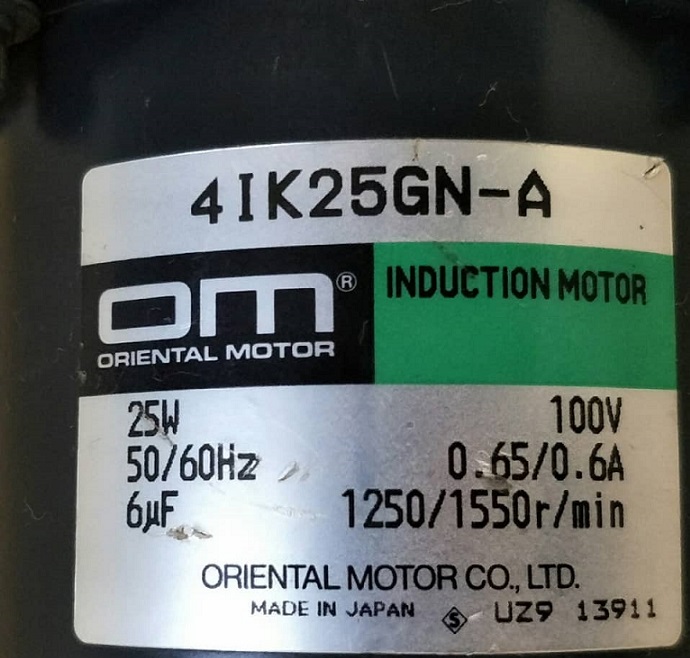 4IK25GN-A
OM® INDUCTION MOTOR
ORIENTAL MOTOR
25W 100V
50/60Hz 0.65/0.6A
6μF 1250/1550r/min
ORIENTAL MOTOR CO., LTD.
MADE IN JAPAN S UZ9 13911